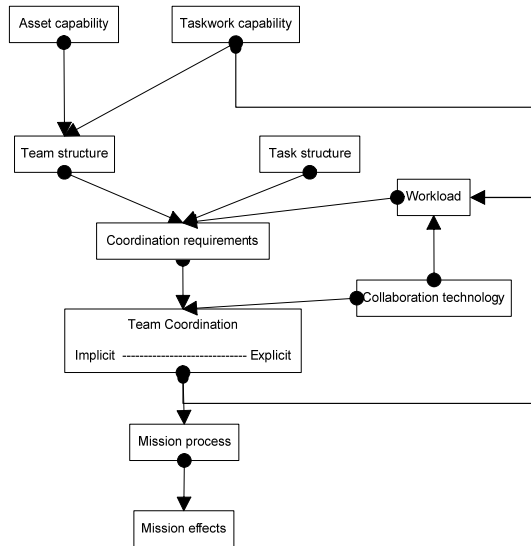 Asset capability
Taskwork capability
Team structure
Task structure
Workload
Coordination requirements
Collaboration technology
Team Coordination
Implicit ----------------------------- Explicit
Mission process
Mission effects